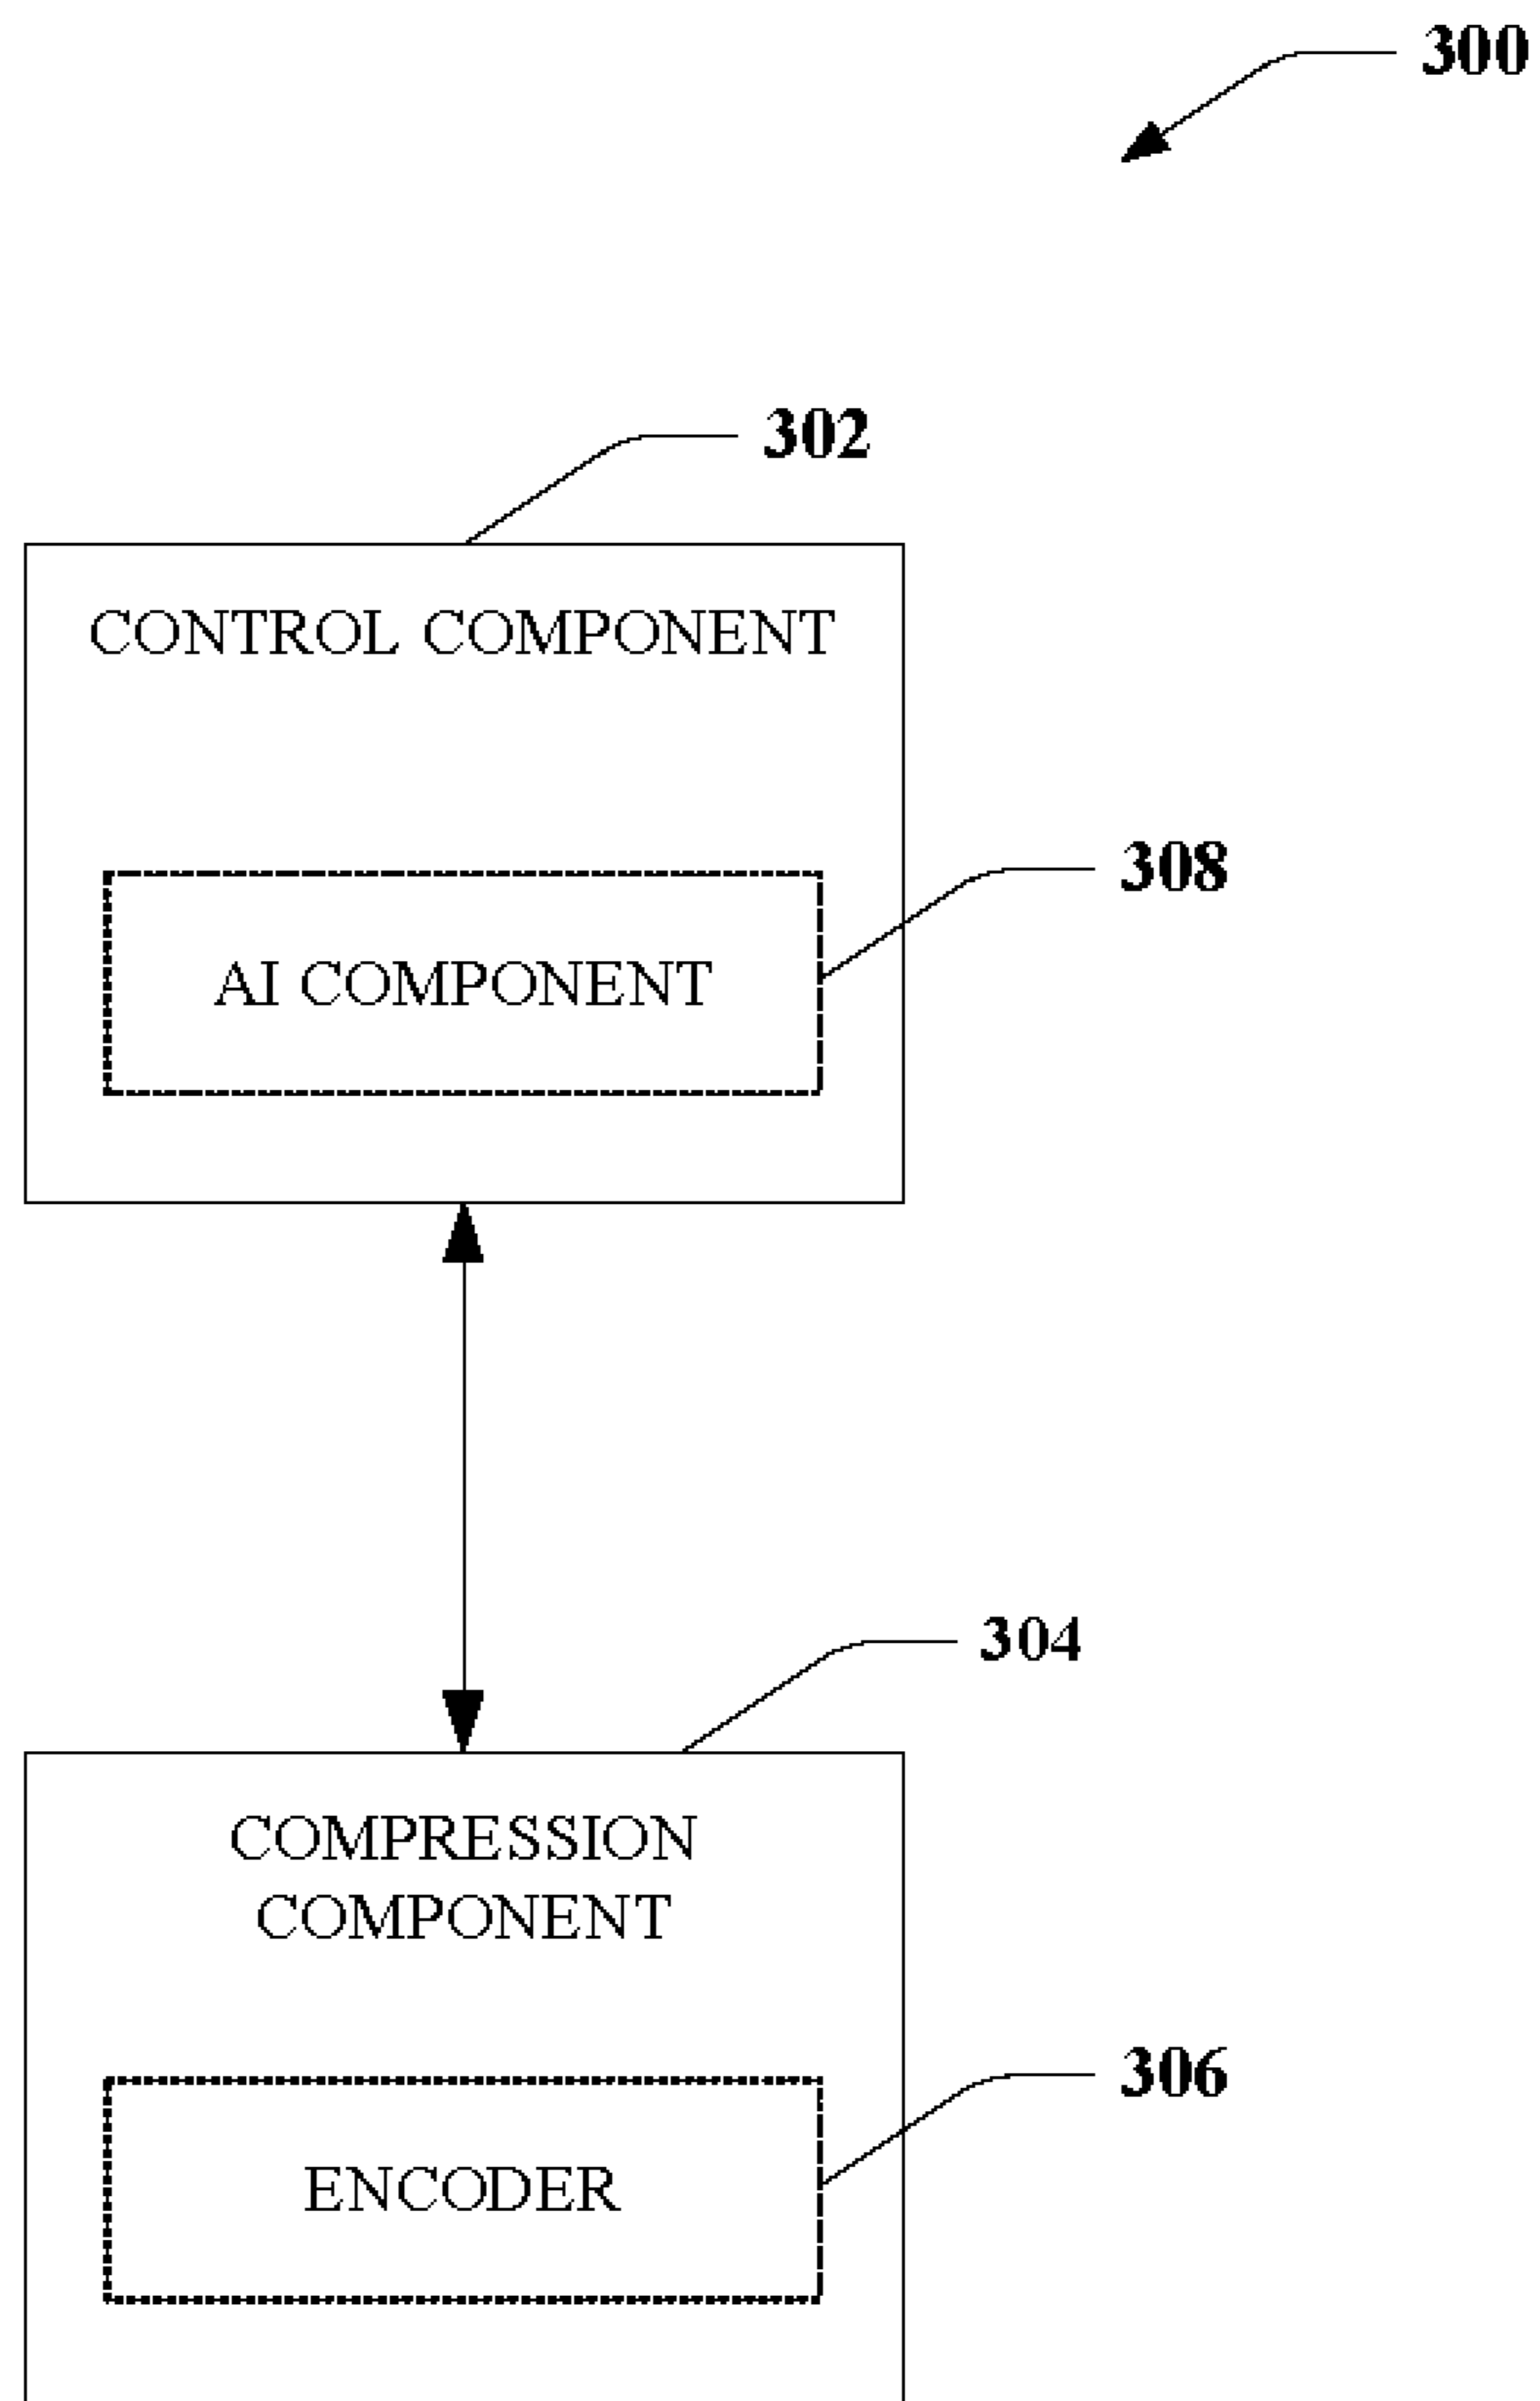 300
302
CONTROL COMPONENT
308
AI COMPONENT
304
COMPRESSION
COMPONENT
306
ENCODER